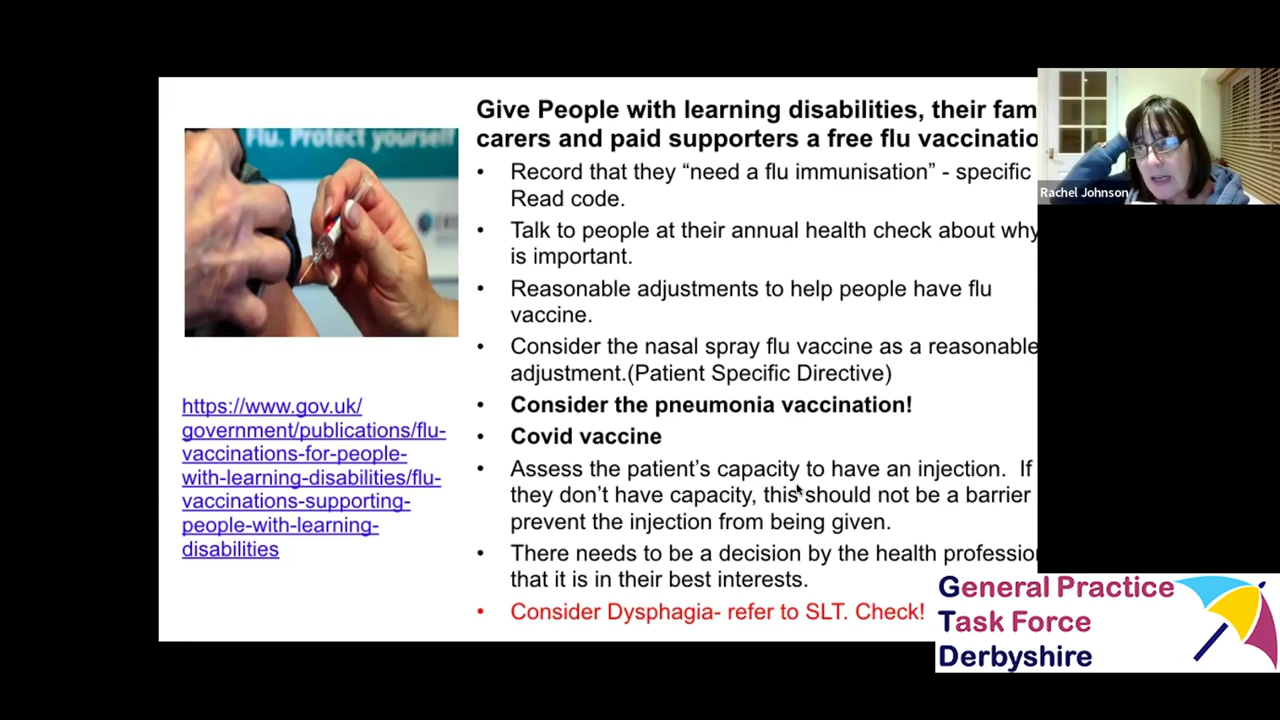 Give People with learning disabilities, their fam
carers and paid supporters a free flu vaccinatio
• Record that they “need a flu immunisation” - specific
Read code.
• Talk to people at their annual health check about why
is important.
• Reasonable adjustments to help people have flu
vaccine.
• Consider the nasal spray flu vaccine as a reasonable
adjustment.(Patient Specific Directive)
• Consider the pneumonia vaccination!
• Covid vaccine
• Assess the patient’s capacity to have an injection. If
they don’t have capacity, this should not be a barrier
prevent the injection from being given.
• There needs to be a decision by the health professio
that it is in their best interests.
• Consider Dysphagia- refer to SLT. Check!
Flu. Protect yourself
https://www.gov.uk/
government/publications/flu-
vaccinations-for-people-
with-learning-disabilities/flu-
vaccinations-supporting-
people-with-learning-
disabilities
Rachel Johnson
General Practice
Task Force
Derbyshire